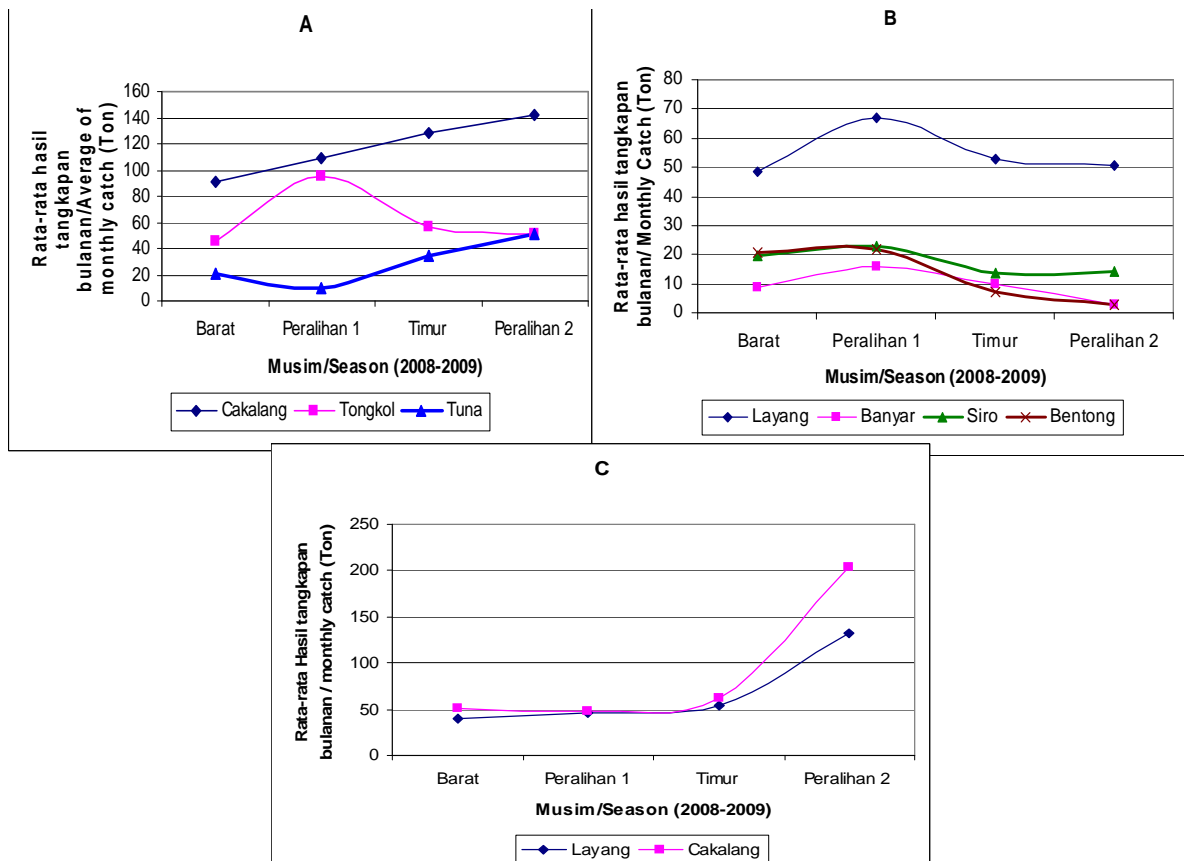 A
Rata-rata hasil
tangkapan
bulanan/Average of
monthly catch (Ton)
160
140
120
100
80
60
40
20
0
Barat Peralihan 1 Timur Peralihan 2
Musim/Season (2008-2009)
Cakalang Tongkol Tuna
B
Rata-rata hasil tangkapan
bulanan/ Monthly Catch (Ton)
80
70
60
50
40
30
20
10
0
Barat Peralihan 1 Timur Peralihan 2
Musim/Season (2008-2009)
Layang Banyar Siro Bentong
C
Rata-rata Hasil tangkapan
bulanan / monthly catch (Ton)
250
200
150
100
50
0
Barat Peralihan 1 Timur Peralihan 2
Musim/Season (2008-2009)
Layang Cakalang